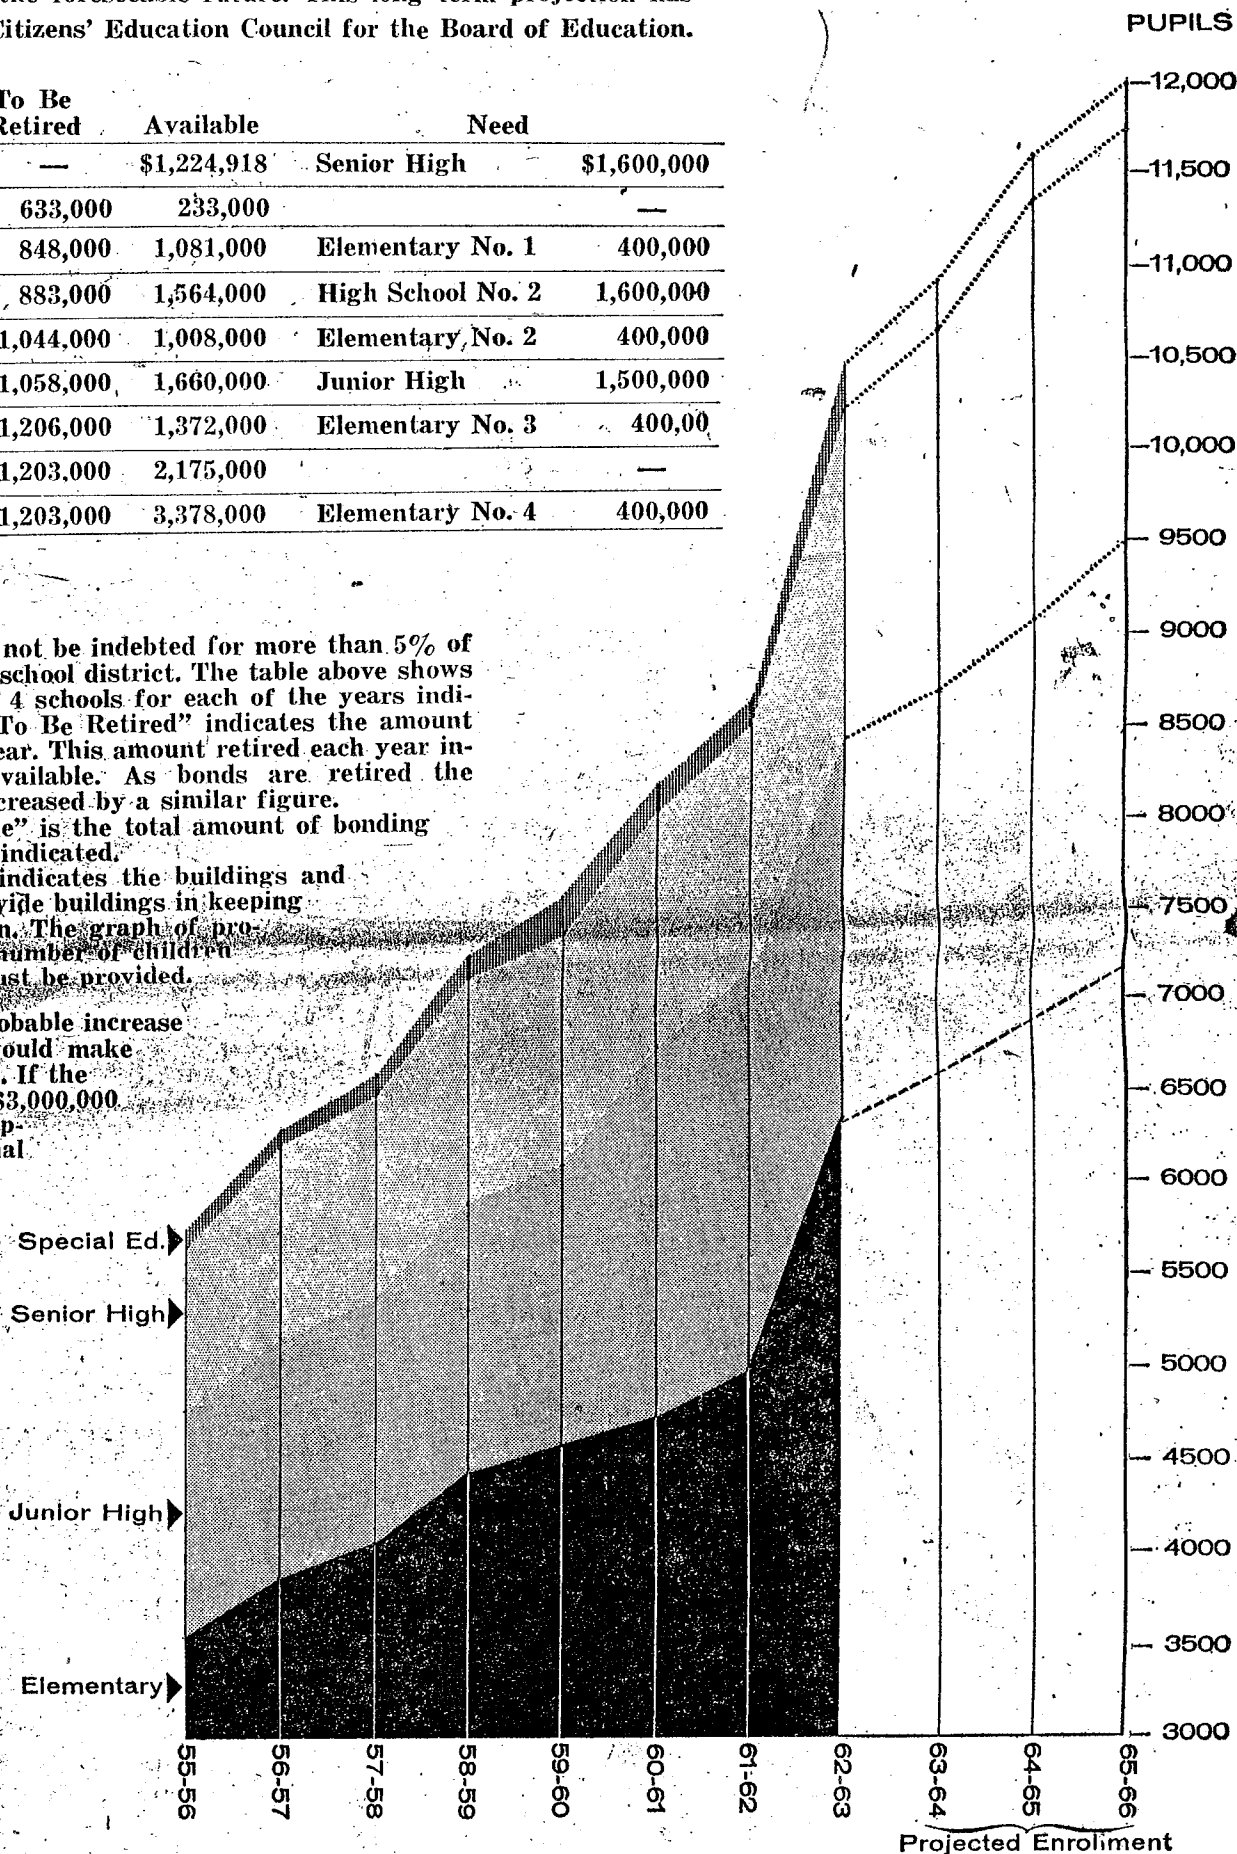 Citizens' Education Council for the Board of Education.
To Be
Retired Available Need
— $1,224,918 Senior High $1,600,000
633,000 233,000 —
848,000 1,081,000 Elementary No. 1 400,000
883,000 1,564,000 High School No. 2 1,600,000
1,044,000 1,008,000 Elementary No. 2 400,000
1,058,000 1,660,000 Junior High 1,500,000
1,206,000 1,372,000 Elementary No. 3 400,00
1,203,000 2,175,000 —
1,203,000 3,378,000 Elementary No. 4 400,000
not be indebted for more than 5% of
school district. The table above shows
4 schools for each of the years indi-
To Be Retired" indicates the amount
ear. This amount retired each year in-
vailable. As bonds are retired the
creased by a similar figure.
e" is the total amount of bonding
indicated.
indicates the buildings and
vide buildings in keeping
n. The graph of pro-
number of children
ust be provided.
obable increase
ould make
. If the
$3,000,000
p-
al
PUPILS
12,000
11,500
11,000
10,500
10,000
9500
9000
8500
8000
7500
7000
6500
6000
5500
5000
4500
4000
3500
3000
Special Ed.
Senior High
Junior High
Elementary
55-56
56-57
57-58
58-59
59-60
60-61
61-62
62-63
63-64
64-65
65-66
Projected Enrollment